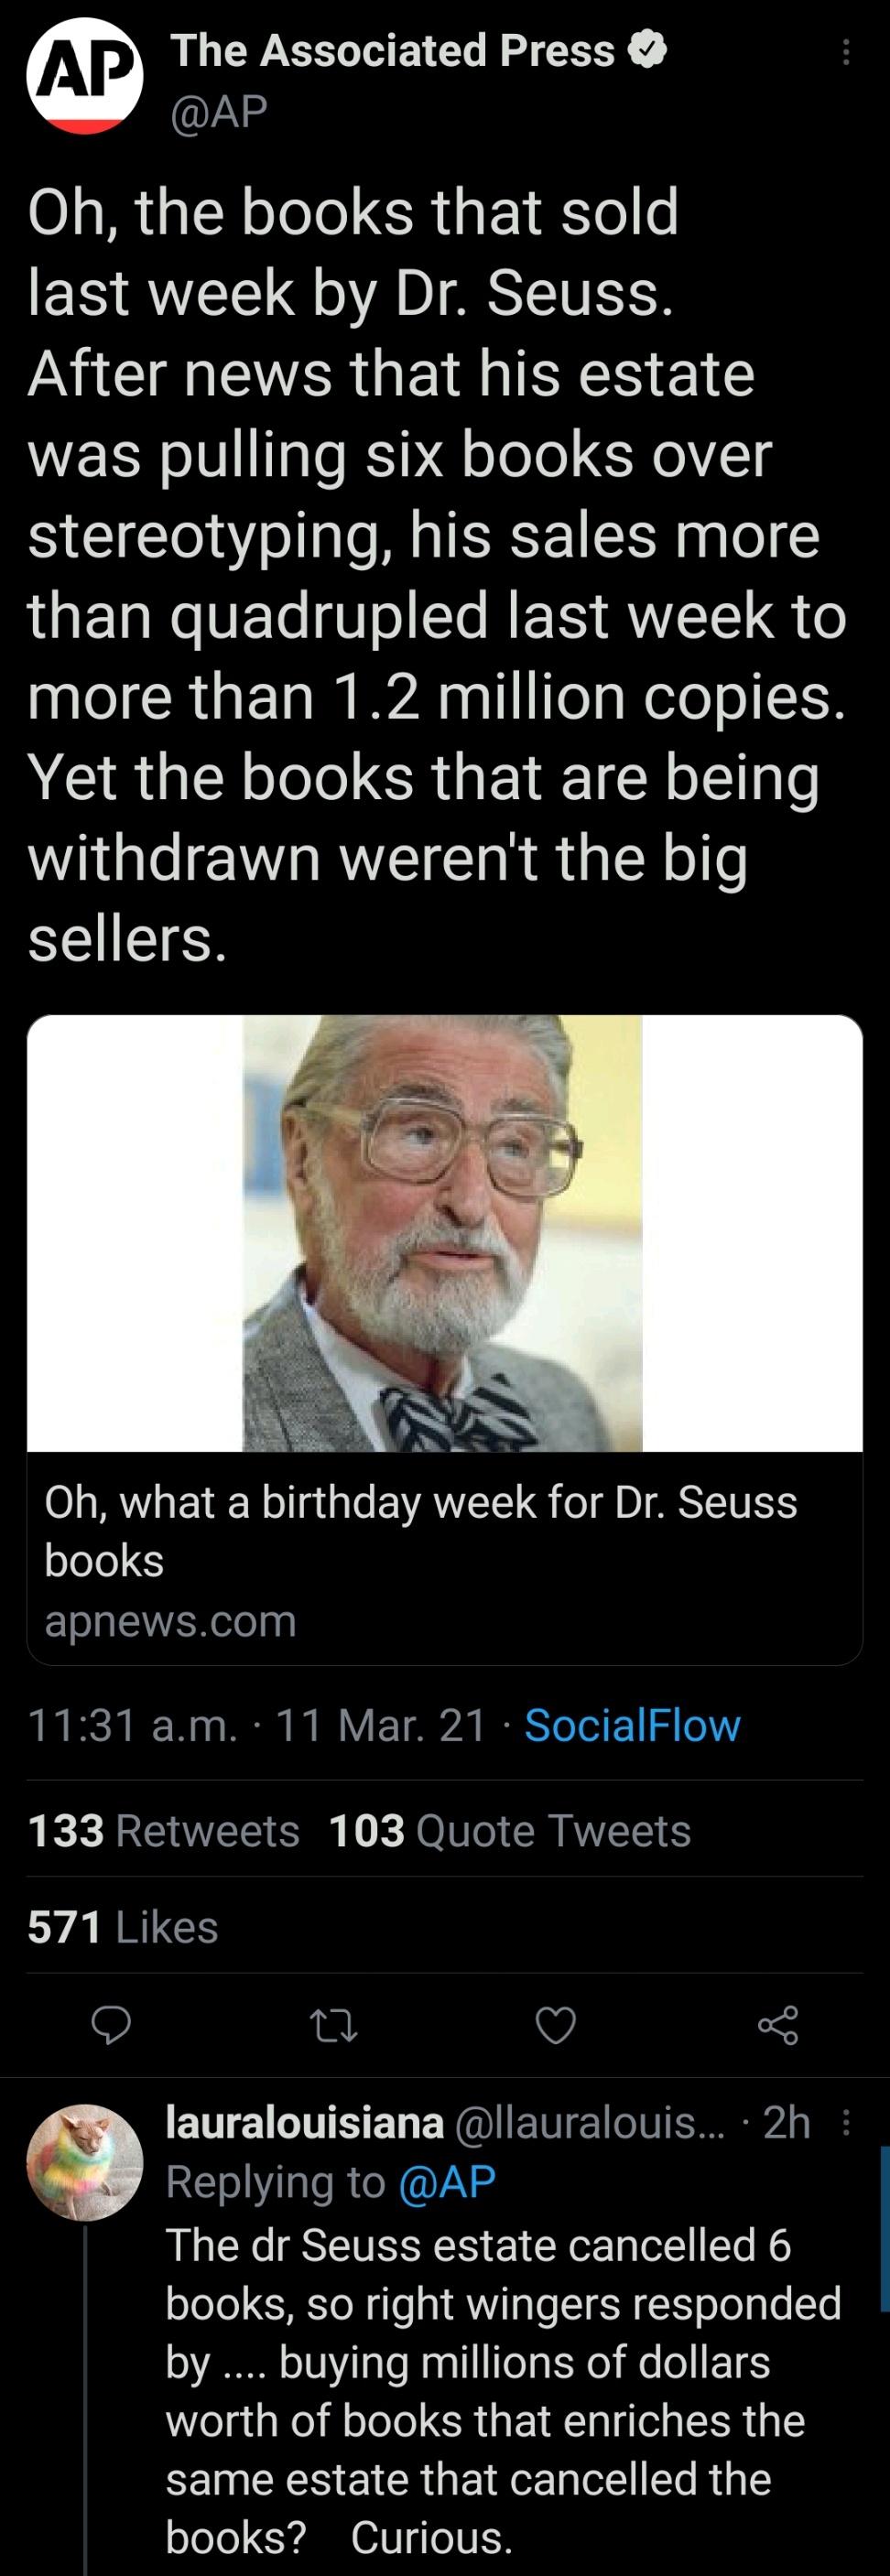 AP
The Associated Press
@AP
Oh, the books that sold
last week by Dr. Seuss.
After news that his estate
was pulling six books over
stereotyping, his sales more
than quadrupled last week to
more than 1.2 million copies.
Yet the books that are being
withdrawn weren't the big
sellers.
Oh, what a birthday week for Dr. Seuss
books
apnews.com
11:31 a.m. · 11 Mar. 21 · SocialFlow
133 Retweets 103 Quote Tweets
571 Likes
lauralouisiana @llauralouis... · 2h
Replying to @AP
The dr Seuss estate cancelled 6
books, so right wingers responded
by .... buying millions of dollars
worth of books that enriches the
same estate that cancelled the
books? Curious.